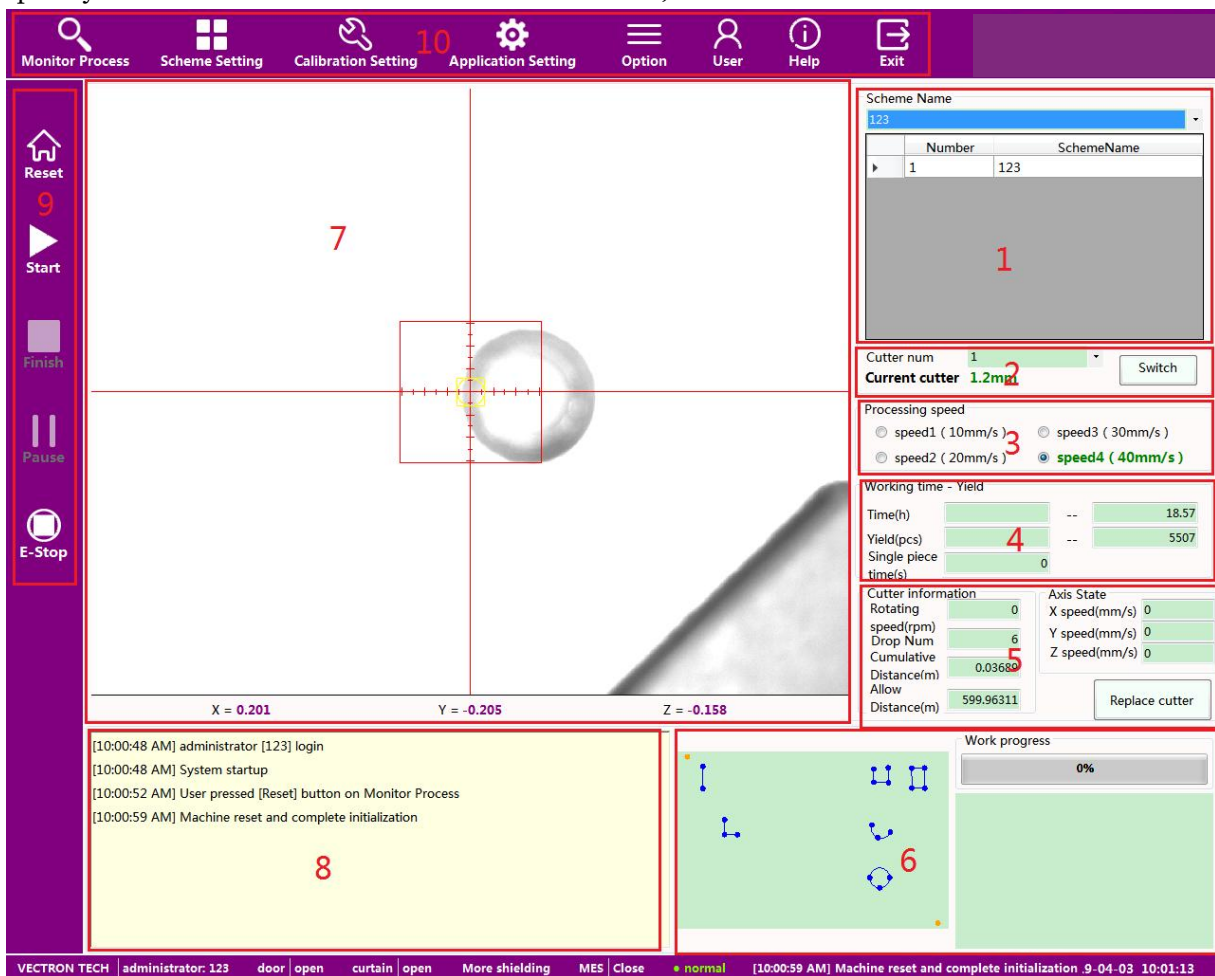 10
Monitor Process Scheme Setting Calibration Setting Application Setting Option User Help Exit
Reset
9
Start
Finish
Pause
E-Stop
7
X = 0.201 Y = -0.205 Z = -0.158
Scheme Name
123
Number SchemeName
1 123
1
Cutter num 1
Current cutter 1.2mm
2
Switch
Processing speed
speed1 ( 10mm/s ) speed3 ( 30mm/s )
3
speed2 ( 20mm/s ) speed4 ( 40mm/s )
Working time - Yield
Time(h) -- 18.57
Yield(pcs) -- 5507
4
Single piece
time(s)
0
Cutter information
Rotating
speed(rpm)
0
Drop Num 6
Cumulative
Distance(m)
0.03689
Allow
Distance(m)
599.96311
5
Axis State
X speed(mm/s) 0
Y speed(mm/s) 0
Z speed(mm/s) 0
Replace cutter
[10:00:48 AM] administrator [123] login
[10:00:48 AM] System startup
[10:00:52 AM] User pressed [Reset] button on Monitor Process
[10:00:59 AM] Machine reset and complete initialization
8
6
Work progress
0%
VECTRON TECH administrator: 123 door open curtain open More shielding MES Close normal [10:00:59 AM] Machine reset and complete initialization .9-04-03 10:01:13